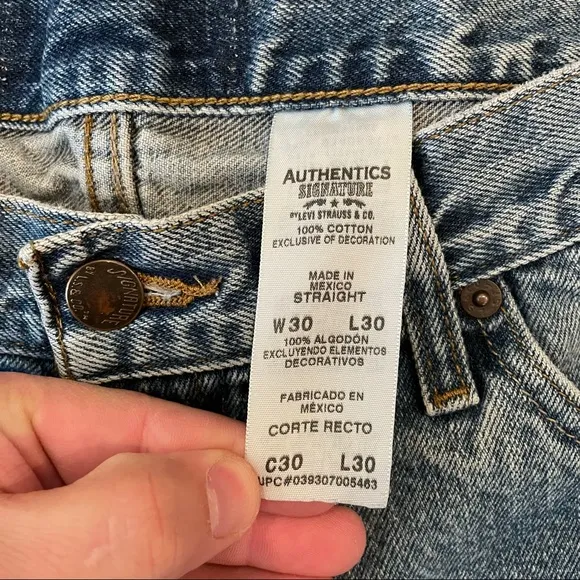 AUTHENTICS
SIGNATURE
BY LEVI STRAUSS & CO.
100% COTTON
EXCLUSIVE OF DECORATION
MADE IN
MEXICO
STRAIGHT
W30 L30
100% ALGODÓN
EXCLUYENDO ELEMENTOS
DECORATIVOS
FABRICADO EN
MÉXICO
CORTE RECTO
C30 L30
UPC#039307005463
SIGNATURE